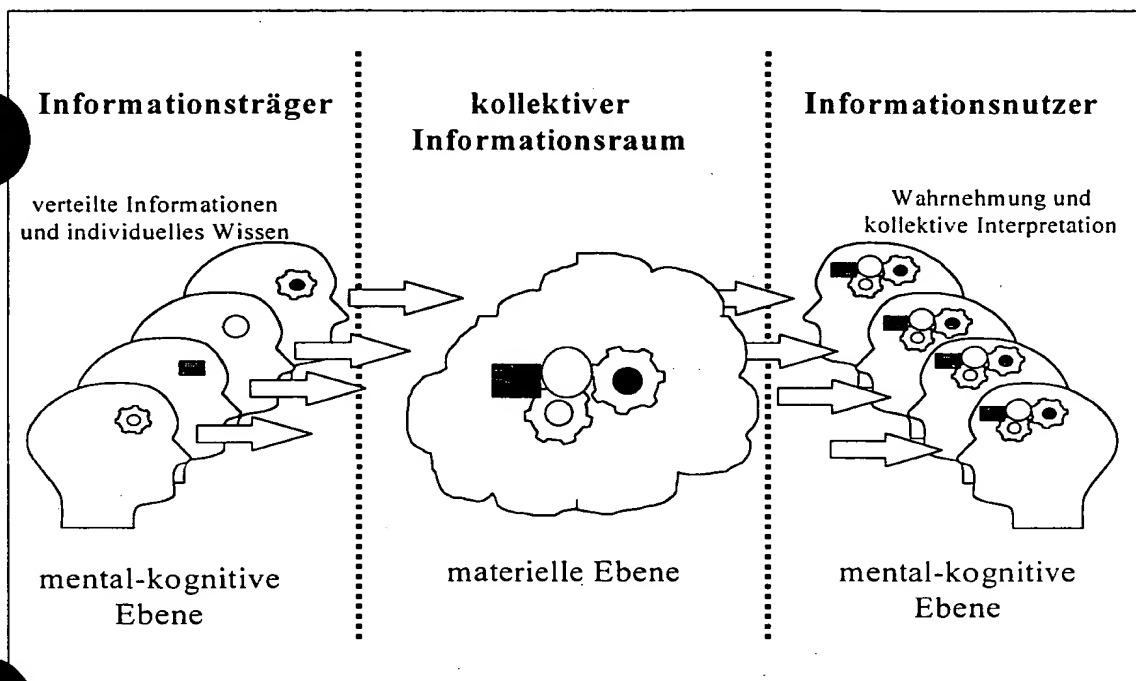 Informationsträger
verteilte Informationen
und individuelles Wissen
mental-kognitive
Ebene
kollektiver
Informationsraum
materielle Ebene
Informationsnutzer
Wahrnehmung und
kollektive Interpretation
mental-kognitive
Ebene